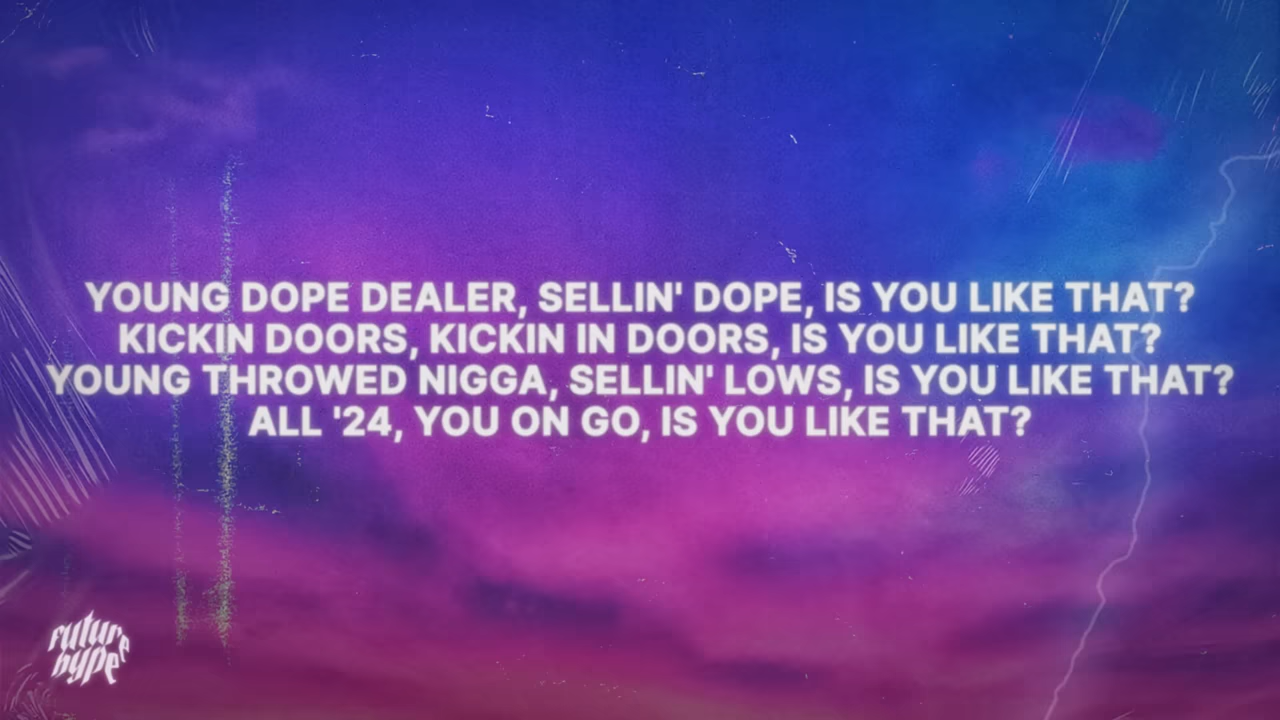 YOUNG DOPE DEALER, SELLIN' DOPE, IS YOU LIKE THAT?
KICKIN DOORS, KICKIN IN DOORS, IS YOU LIKE THAT?
YOUNG THROWED NIGGA, SELLIN' LOWS, IS YOU LIKE THAT?
ALL '24, YOU ON GO, IS YOU LIKE THAT?
future
hype